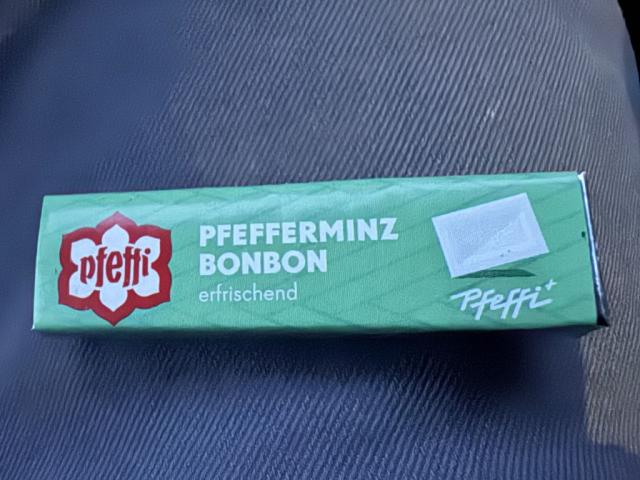 pfeffi
PFEFFERMINZ
BONBON
erfrischend
Pfeffi+